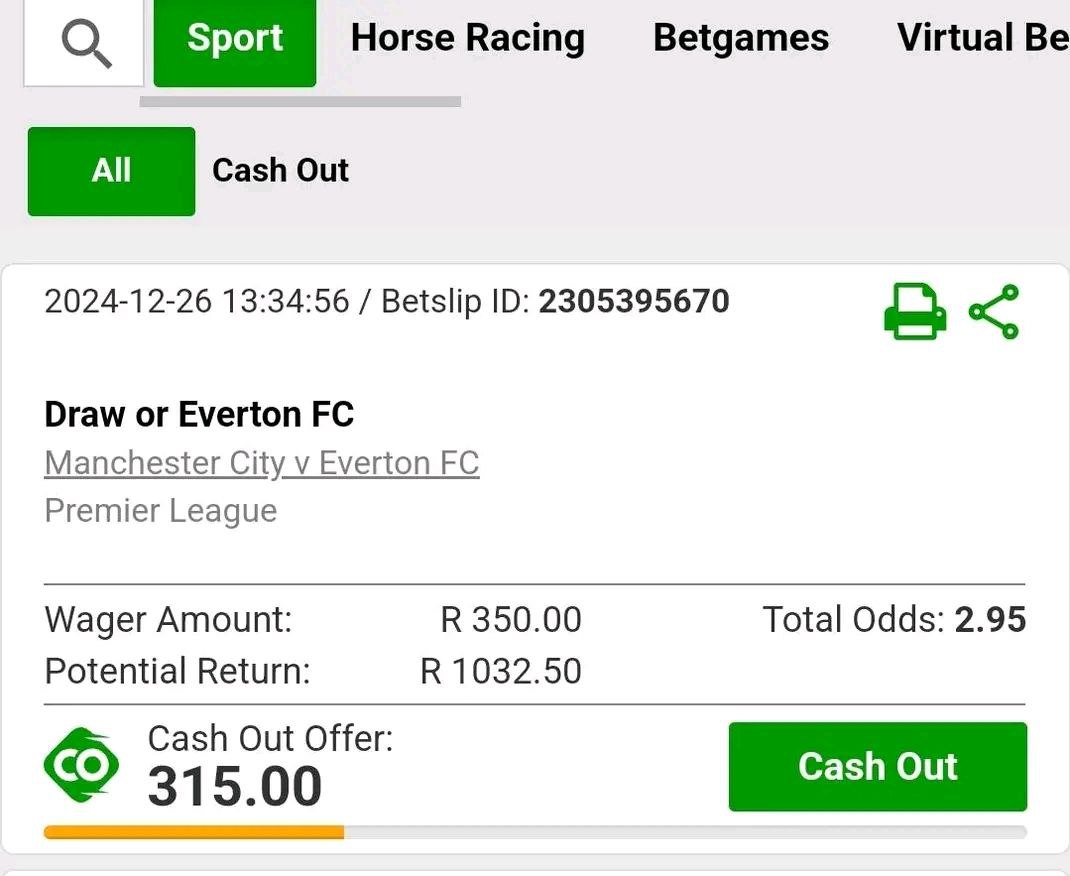 Sport Horse Racing Betgames Virtual Be
All Cash Out
2024-12-26 13:34:56 / Betslip ID: 2305395670
Draw or Everton FC
Manchester City v Everton FC
Premier League
Wager Amount: R 350.00 Total Odds: 2.95
Potential Return: R 1032.50
CO Cash Out Offer:
315.00 Cash Out